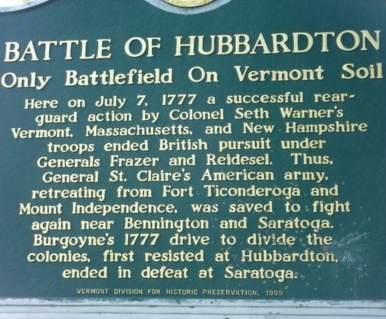 BATTLE OF HUBBARDTON
Only Battlefield On Vermont Soil
Here on July 7, 1777 a successful rear-
guard action by Colonel Seth Warner's
Vermont, Massachusetts, and New Hampshire
troops ended British pursuit under
Generals Frazer and Reidesel. Thus,
General St. Claire's American army,
retreating from Fort Ticonderoga and
Mount Independence, was saved to fight
again near Bennington and Saratoga.
Burgoyne's 1777 drive to divide the
colonies, first resisted at Hubbardton,
ended in defeat at Saratoga.
VERMONT DIVISION FOR HISTORIC PRESERVATION, 1989